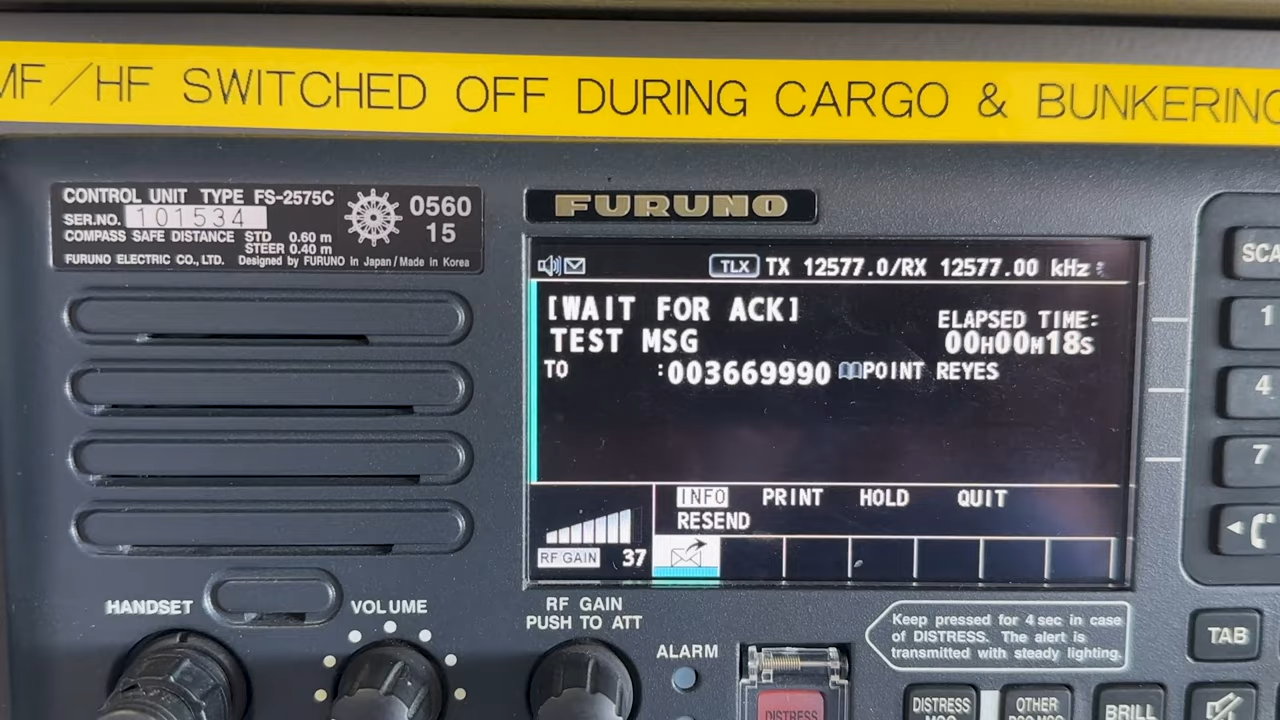 MF/HF SWITCHED OFF DURING CARGO & BUNKERING
CONTROL UNIT TYPE FS-2575C
SER.NO. 101534
COMPASS SAFE DISTANCE STD 0.60 m
STEER 0.40 m
FURUNO ELECTRIC CO., LTD. Designed by FURUNO in Japan/Made in Korea
0560
15
FURUNO
TLX TX 12577.0/RX 12577.00 kHz
[WAIT FOR ACK]
TEST MSG
ELAPSED TIME:
00H00M18S
TO :003669990 POINT REYES
INFO PRINT HOLD QUIT
RESEND
RF GAIN 37
HANDSET
VOLUME
RF GAIN
PUSH TO ATT
ALARM
Keep pressed for 4 sec in case
of DISTRESS. The alert is
transmitted with steady lighting.
SCA
1
4
7
TAB
DISTRESS
DISTRESS
OTHER
BRILL